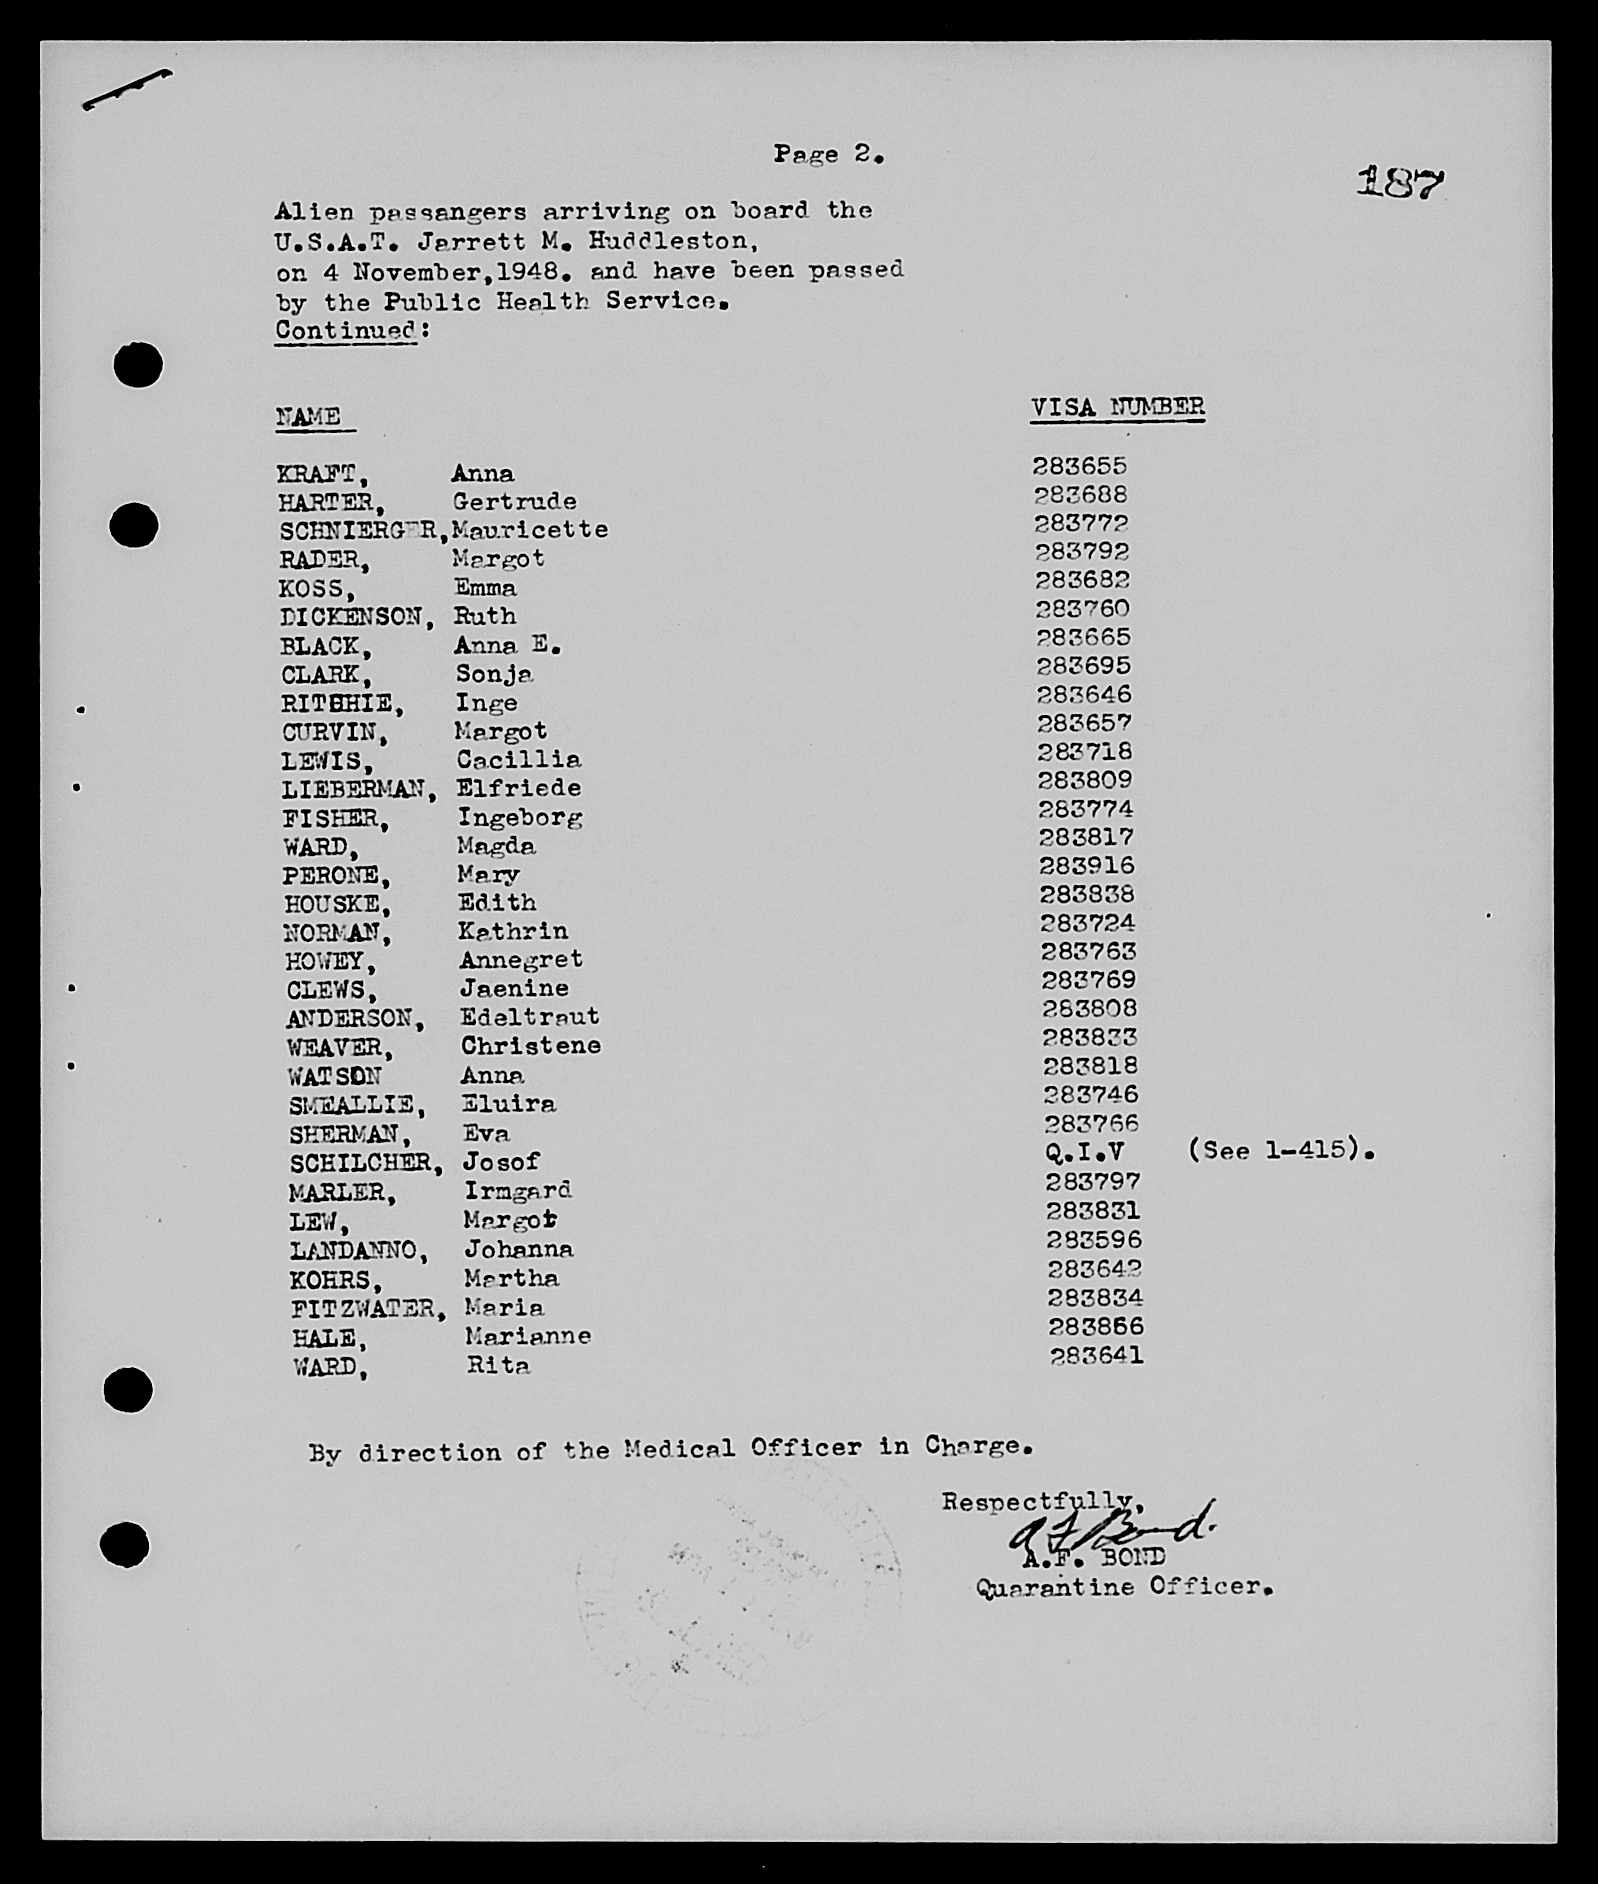 Page 2.
187
Alien passangers arriving on board the
U.S.A.T. Jarrett M. Huddleston,
on 4 November,1948. and have been passed
by the Public Health Service.
Continued:
NAME VISA NUMBER
KRAFT, Anna 283655
HARTER, Gertrude 283688
SCHNIERGER, Mauricette 283772
RADER, Margot 283792
KOSS, Emma 283682
DICKENSON, Ruth 283760
BLACK, Anna E. 283665
CLARK, Sonja 283695
RITCHIE, Inge 283646
CURVIN, Margot 283657
LEWIS, Cacillia 283718
LIEBERMAN, Elfriede 283809
FISHER, Ingeborg 283774
WARD, Magda 283817
PERONE, Mary 283916
HOUSKE, Edith 283838
NORMAN, Kathrin 283724
HOWEY, Annegret 283763
CLEWS, Jaenine 283769
ANDERSON, Edeltraut 283808
WEAVER, Christene 283833
WATSON Anna 283818
SMEALLIE, Eluira 283746
SHERMAN, Eva 283766
SCHILCHER, Josof Q.I.V (See 1-415).
MARLER, Irmgard 283797
LEW, Margot 283831
LANDANNO, Johanna 283596
KOHRS, Martha 283642
FITZWATER, Maria 283834
HALE, Marianne 283866
WARD, Rita 283641
By direction of the Medical Officer in Charge.
Respectfully,
A F Bond.
A.F. BOND
Quarantine Officer.